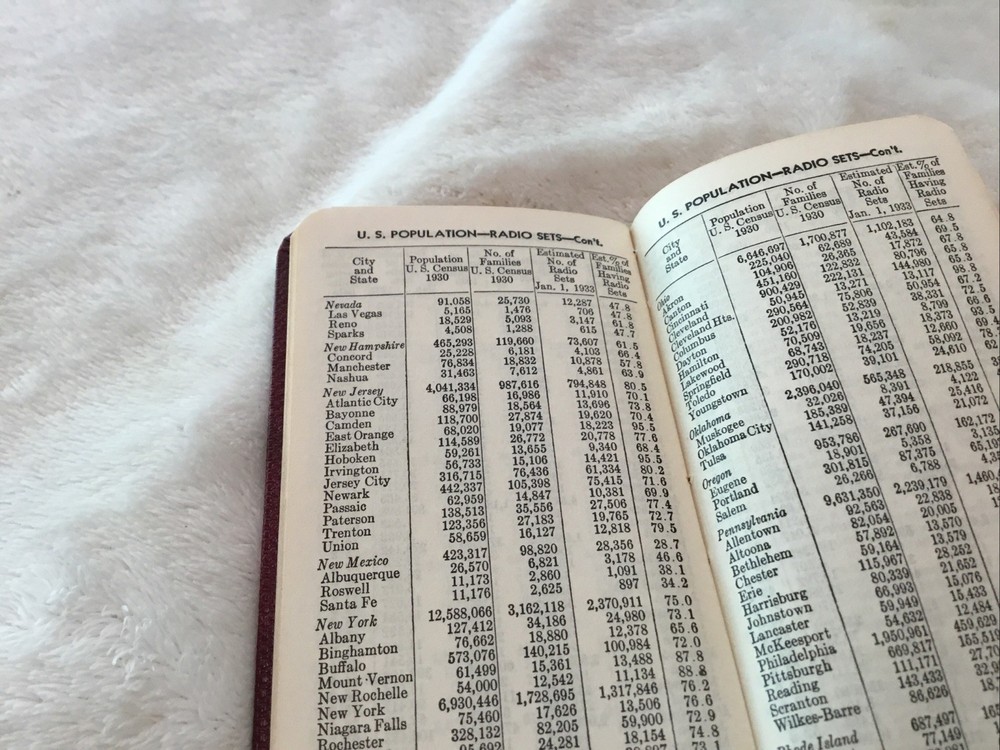 U. S. POPULATION—RADIO SETS—Con't.
City and State Population U. S. Census 1930 No. of Families U. S. Census 1930 Estimated No. of Radio Sets Jan. 1, 1933 Est. % of Families Having Radio Sets
Nevada 91,058 25,730 12,287 47.8
Las Vegas 5,165 1,476 706 47.8
Reno 18,529 5,093 3,147 61.8
Sparks 4,508 1,288 615 47.7
New Hampshire 465,293 119,660 73,607 61.5
Concord 25,228 6,181 4,103 66.4
Manchester 76,834 18,832 10,878 57.8
Nashua 31,463 7,612 4,861 63.9
New Jersey 4,041,334 987,616 794,848 80.5
Atlantic City 66,198 16,986 11,910 70.1
Bayonne 88,979 18,564 13,696 73.8
Camden 118,700 27,874 19,620 70.4
East Orange 68,020 19,077 18,223 95.5
Elizabeth 114,589 26,772 20,778 77.6
Hoboken 59,261 13,655 9,340 68.4
Irvington 56,733 15,106 14,421 95.5
Jersey City 316,715 76,436 61,334 80.2
Newark 442,337 105,398 75,415 71.6
Passaic 62,959 14,847 10,381 69.9
Paterson 138,513 35,556 27,506 77.4
Trenton 123,356 27,183 19,765 72.7
Union 58,659 16,127 12,818 79.5
New Mexico 423,317 98,820 28,356 28.7
Albuquerque 26,570 6,821 3,178 46.6
Roswell 11,173 2,860 1,091 38.1
Santa Fe 11,176 2,625 897 34.2
New York 12,588,066 3,162,118 2,370,911 75.0
Albany 127,412 34,186 24,980 73.1
Binghamton 76,662 18,880 12,378 65.6
Buffalo 573,076 140,215 100,984 72.0
Mount Vernon 61,499 15,361 13,488 87.8
New Rochelle 54,000 12,542 11,134 88.8
New York 6,930,446 1,728,695 1,317,846 76.2
Niagara Falls 75,460 17,626 13,506 76.6
Rochester 328,132 82,205 59,900 72.9
24,281 18,154 74.8
73.1
U. S. POPULATION—RADIO SETS—Con't.
City and State Population U. S. Census 1930 No. of Families U. S. Census 1930 Estimated No. of Radio Sets Jan. 1, 1933 Est. % of Families Having Radio Sets
Ohio 6,646,697 1,700,877 1,102,183 64.8
Akron 225,040 62,689 43,584 69.5
Canton 104,906 26,365 17,872 67.8
Cincinnati 451,160 122,832 80,796 65.8
Cleveland 900,429 222,131 144,980 65.3
Cleveland Hts. 50,945 13,271 13,117 98.8
Columbus 290,564 75,806 50,954 67.2
Dayton 200,982 52,839 38,331 72.5
Hamilton 52,176 13,219 8,799 66.6
Lakewood 70,509 19,656 18,373 93.5
Springfield 68,743 18,237 12,660 69.4
Toledo 290,718 74,205 58,092 78
Youngstown 170,002 39,101 24,610 62
Oklahoma 2,396,040 565,348 218,855
Muskogee 32,026 8,391 4,122
Oklahoma City 185,389 47,394 25,416
Tulsa 141,258 37,156 21,072
Oregon 953,786 267,690 162,172
Eugene 18,901 5,358 3,135
Portland 301,815 87,375 65,15
Salem 26,266 6,788 4,35
Pennsylvania 9,631,350 2,239,179 1,460,
Allentown 92,563 22,838
Altoona 82,054 20,005
Bethlehem 57,892 13,570
Chester 59,164 13,579
Erie 115,967 28,252
Harrisburg 80,339 21,652
Johnstown 66,993 15,076
Lancaster 59,949 15,433
McKeesport 54,632 12,484
Philadelphia 1,950,961 459,629
Pittsburgh 669,817 155,51
Reading 111,171 27,70
Scranton 143,433
Wilkes-Barre 86,626
Rhode Island 687,497
77,149